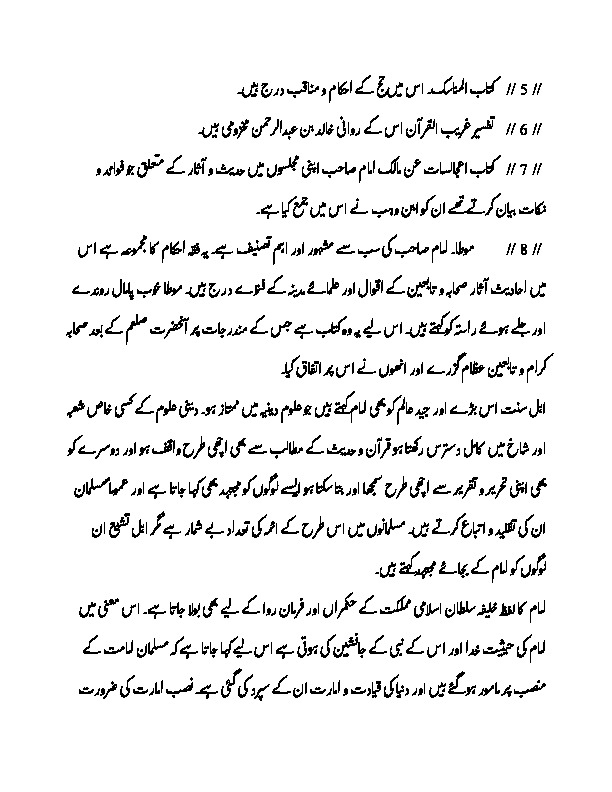 // 5 // کتاب المناسک۔ اس میں حج کے احکام و مناقب درج ہیں۔
// 6 // تفسیر غریب القرآن اس کے روانی خالد بن عبدالرحمن مخزومی ہیں۔
// 7 // کتاب المجالسات عن مالک امام صاحب اپنی مجلسوں میں حدیث و آثار کے متعلق جو فوائد و
نکات بیان کرتے تھے ان کو ابن وہب نے اس میں جمع کیا ہے۔
// 8 // موطا۔ امام صاحب کی سب سے مشہور اور اہم تصنیف ہے۔ یہ فقہ احکام کا مجموعہ ہے اس
میں احادیث آثار صحابہ و تابعین کے اقوال اور علمائے مدینہ کے فتوے درج ہیں۔ موطا خوب پامال روندے
اور چلے ہوئے راستہ کو کہتے ہیں۔ اس لیے یہ وہ کتب ہے جس کے مندرجات پر آنحضرت صلعم کے بعد صحابہ
کرام و تابعین عظام گزرے اور انھوں نے اس پر اتفاق کیا۔
اہل سنت اس بڑے اور جید عالم کو بھی امام کہتے ہیں جو علوم دینیہ میں ممتاز ہو۔ دینی علوم کے کسی خاص شعبہ
اور شاخ میں کامل دسترس رکھتا ہو قرآن و حدیث کے مطالب سے بھی اچھی طرح واقف ہو اور دوسرے کو
بھی اپنی تحریر و تقریر سے اچھی طرح سمجھا اور بتا سکتا ہو ایسے لوگوں کو مجتہد بھی کہا جاتا ہے اور عموما مسلمان
ان کی تقلید و اتباع کرتے ہیں۔ مسلمانوں میں اس طرح کے ائمہ کی تعداد بے شمار ہے مگر اہل تشیع ان
لوگوں کو امام کے بجائے مجتہد کہتے ہیں۔
امام کا لفظ خلیفہ سلطان اسلامی مملکت کے حکمراں اور فرمان روا کے لیے بھی بولا جاتا ہے۔ اس معنی میں
امام کی حیثیت خدا اور اس کے نبی کے جانشین کی ہوتی ہے اس لیے کہا جاتا ہے کہ مسلمان امامت کے
منصب پر مامور ہو گئے ہیں اور دنیا کی قیادت و امارت ان کے سپرد کی گئی ہے۔ نصب امارت کی ضرورت